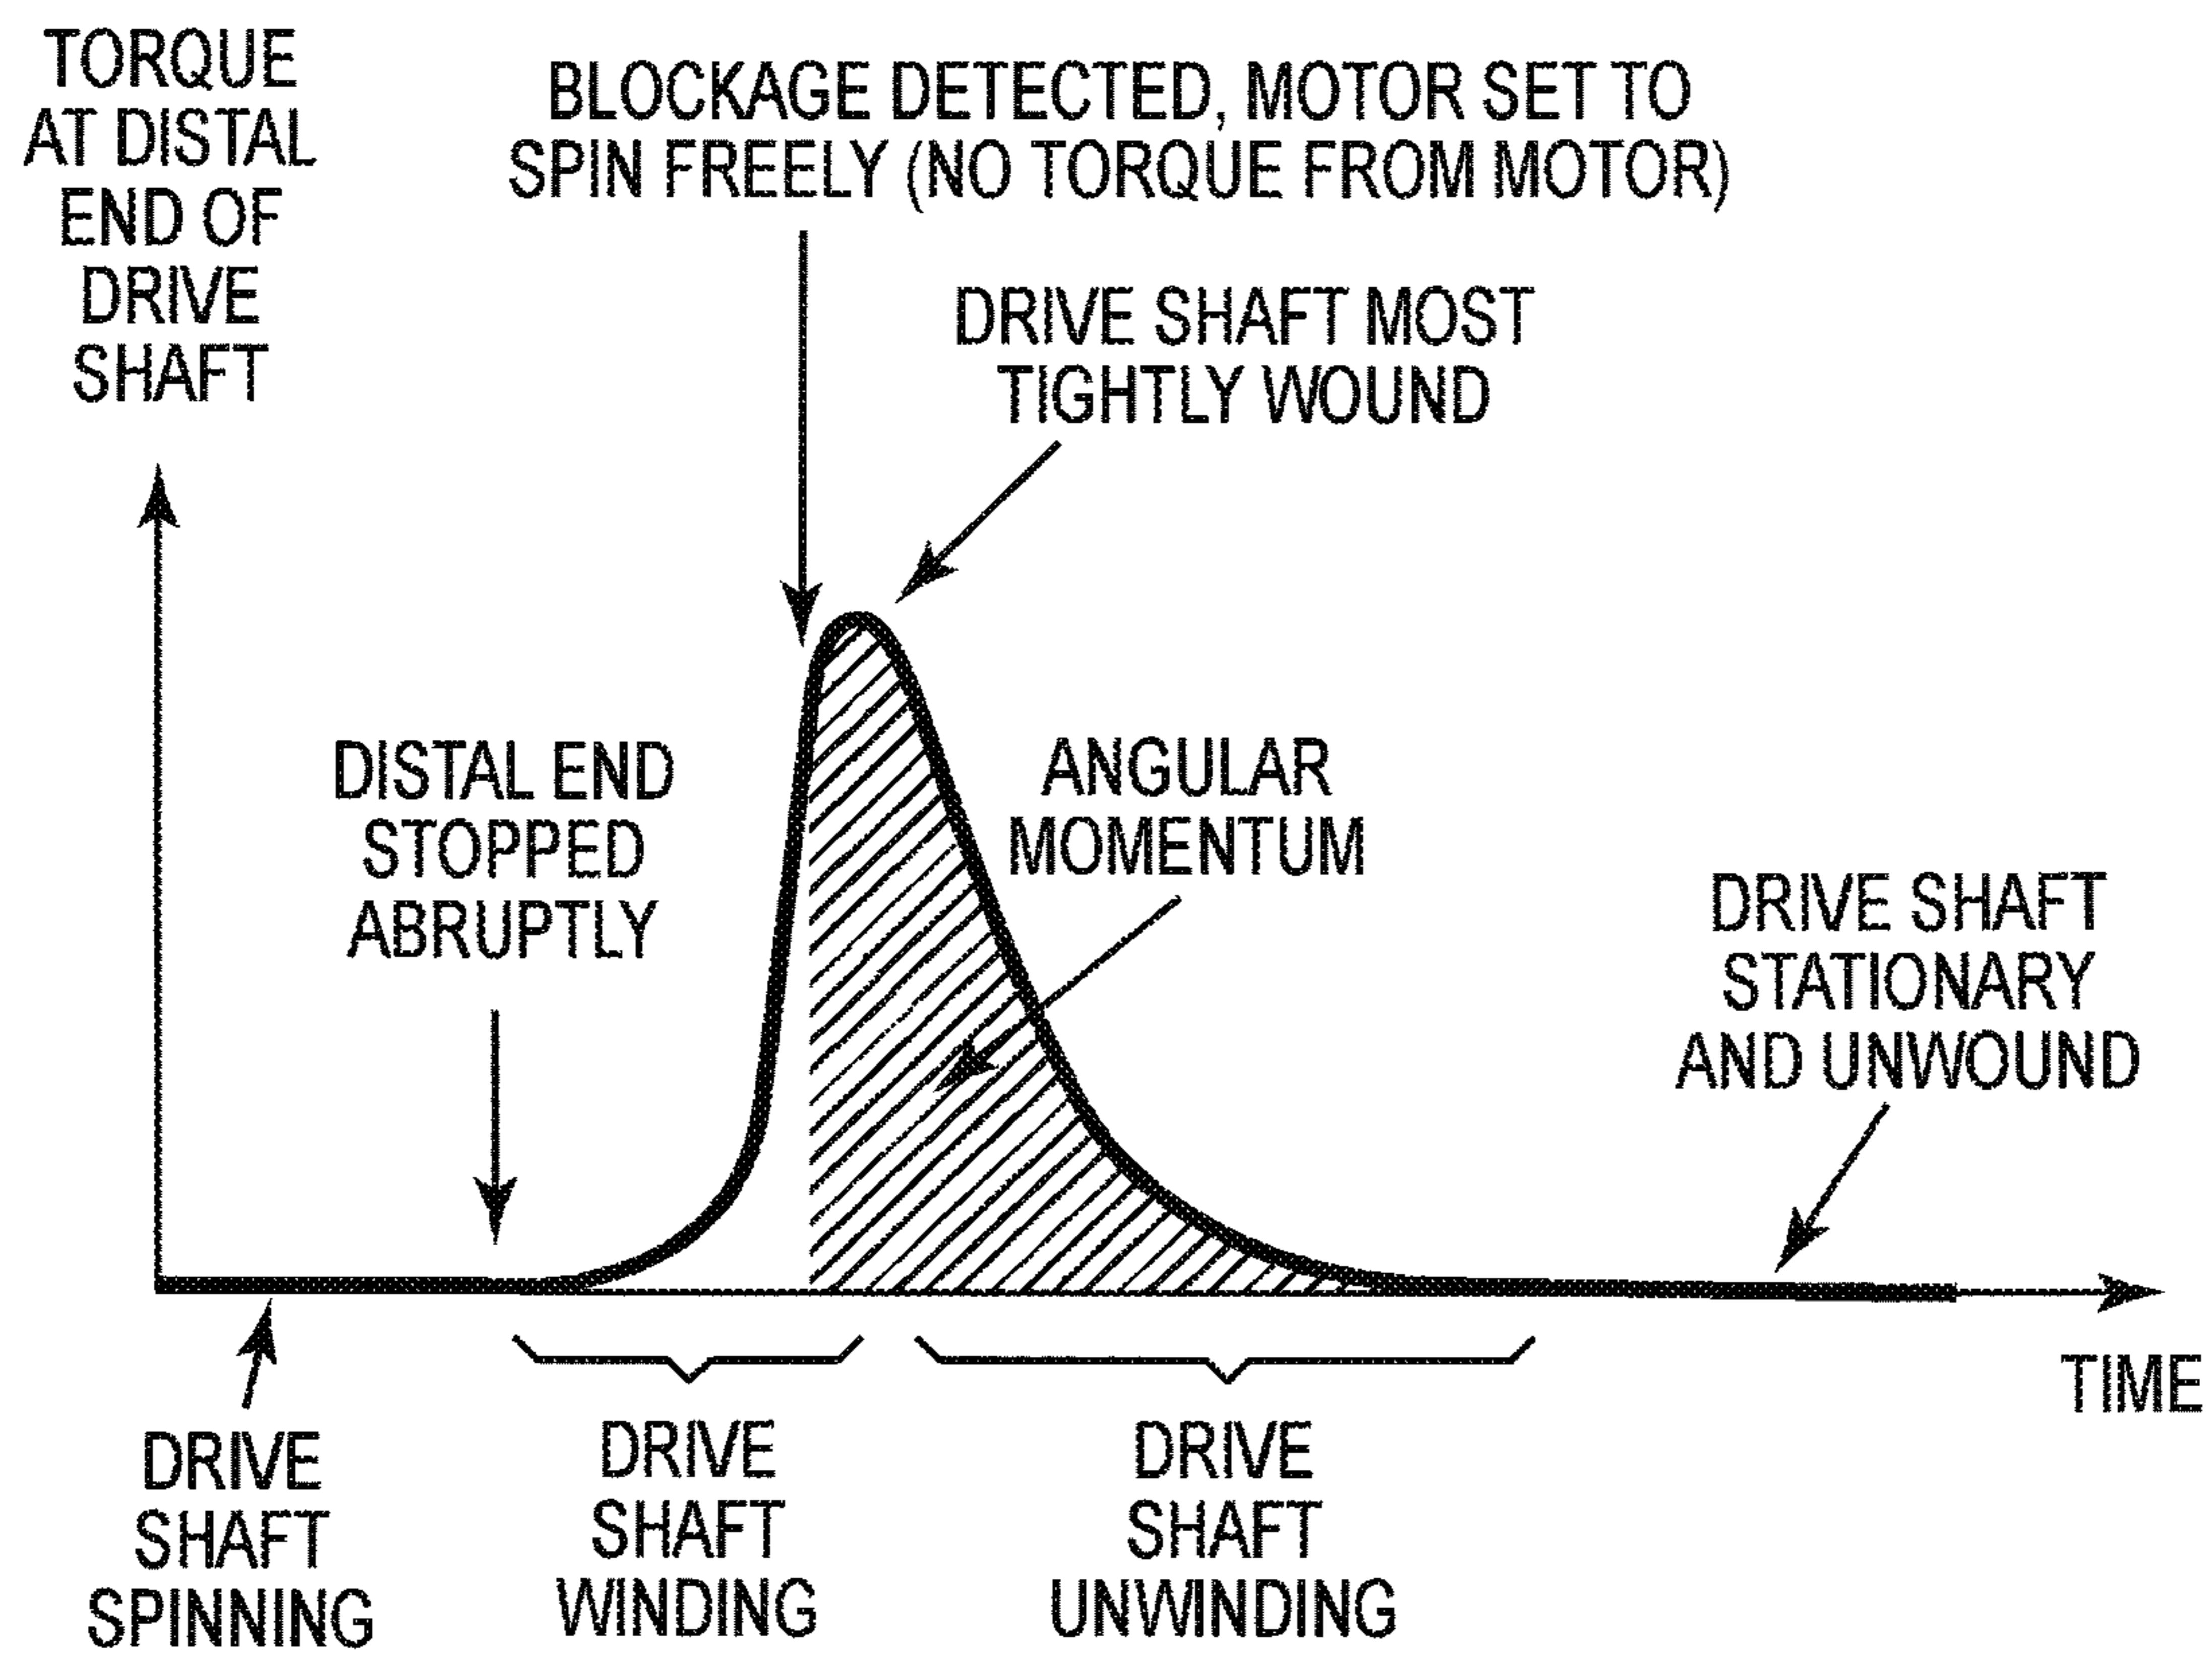 TORQUE
AT DISTAL
END OF
DRIVE
SHAFT
BLOCKAGE DETECTED, MOTOR SET TO
SPIN FREELY (NO TORQUE FROM MOTOR)
DRIVE SHAFT MOST
TIGHTLY WOUND
DISTAL END
STOPPED
ABRUPTLY
ANGULAR
MOMENTUM
DRIVE SHAFT
STATIONARY
AND UNWOUND
TIME
DRIVE
SHAFT
SPINNING
DRIVE
SHAFT
WINDING
DRIVE
SHAFT
UNWINDING